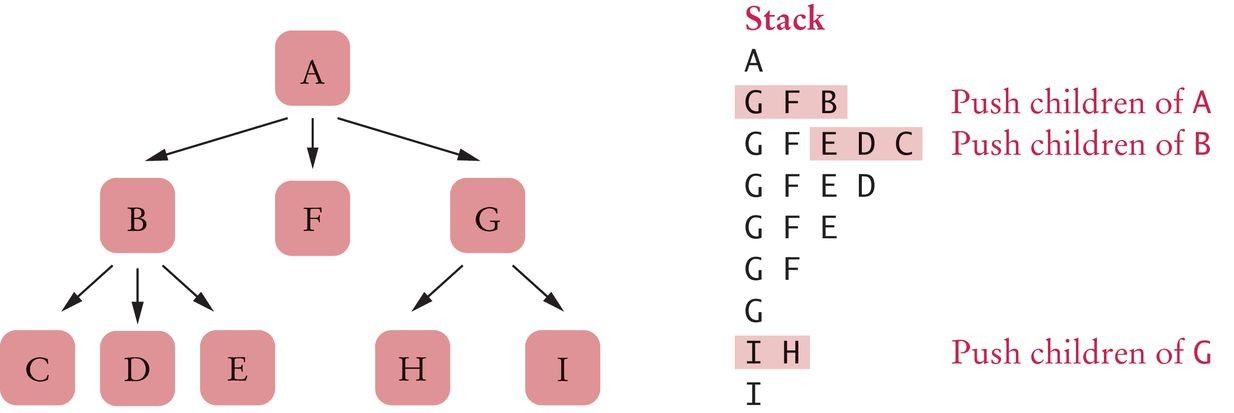 A
B F G
C D E H I
Stack
A
G F B Push children of A
G F E D C Push children of B
G F E D
G F E
G F
G
I H Push children of G
I